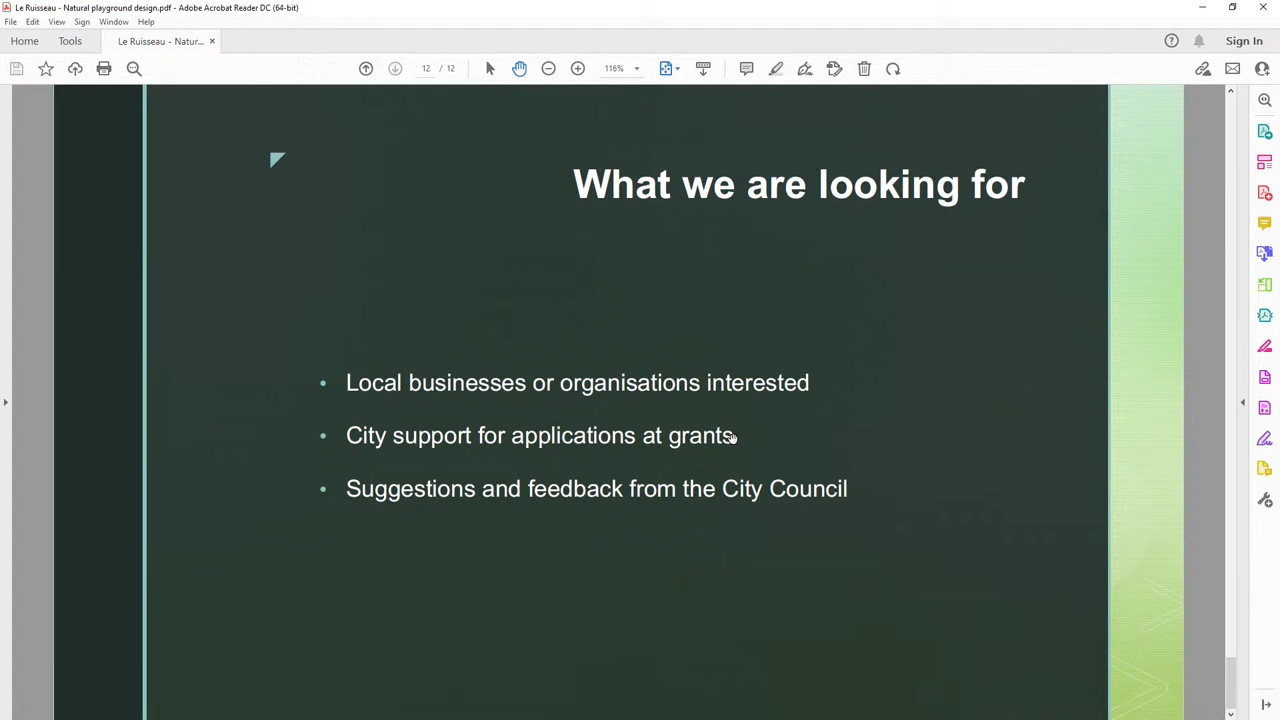 Le Ruisseau - Natural playground design.pdf - Adobe Acrobat Reader DC (64-bit)
File Edit View Sign Window Help
Home Tools Le Ruisseau - Natur... × Sign In
12 / 12 116%
What we are looking for
• Local businesses or organisations interested
• City support for applications at grants
• Suggestions and feedback from the City Council